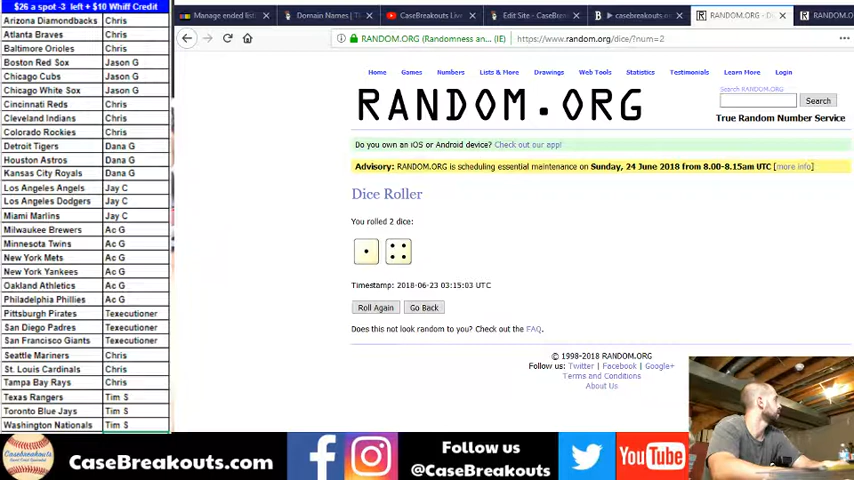 $26 a spot -3 left + $10 Whiff Credit
Arizona Diamondbacks Chris
Atlanta Braves Chris
Baltimore Orioles Chris
Boston Red Sox Jason G
Chicago Cubs Jason G
Chicago White Sox Jason G
Cincinnati Reds Chris
Cleveland Indians Chris
Colorado Rockies Chris
Detroit Tigers Dana G
Houston Astros Dana G
Kansas City Royals Dana G
Los Angeles Angels Jay C
Los Angeles Dodgers Jay C
Miami Marlins Jay C
Milwaukee Brewers Ac G
Minnesota Twins Ac G
New York Mets Ac G
New York Yankees Ac G
Oakland Athletics Ac G
Philadelphia Phillies Ac G
Pittsburgh Pirates Texecutioner
San Diego Padres Texecutioner
San Francisco Giants Texecutioner
Seattle Mariners Chris
St. Louis Cardinals Chris
Tampa Bay Rays Chris
Texas Rangers Tim S
Toronto Blue Jays Tim S
Washington Nationals Tim S
Manage ended list
Domain Names | T
CaseBreakouts Live
Edit Site - CaseBre
casebreakouts m
RANDOM.ORG - D
RANDOM.OR
RANDOM.ORG (Randomness an...
(IE)
https://www.random.org/dice/?num=2
Home Games Numbers Lists & More Drawings Web Tools Statistics Testimonials Learn More Login
RANDOM.ORG
Search RANDOM.ORG
Search
True Random Number Service
Do you own an iOS or Android device? Check out our app!
Advisory: RANDOM.ORG is scheduling essential maintenance on Sunday, 24 June 2018 from 8.00-8.15am UTC [more info]
Dice Roller
You rolled 2 dice:
Timestamp: 2018-06-23 03:15:03 UTC
Roll Again Go Back
Does this not look random to you? Check out the FAQ.
© 1998-2018 RANDOM.ORG
Follow us: Twitter | Facebook | Google+
Terms and Conditions
About Us
CaseBreakouts
CaseBreakouts.com
Follow us
@CaseBreakouts
YouTube